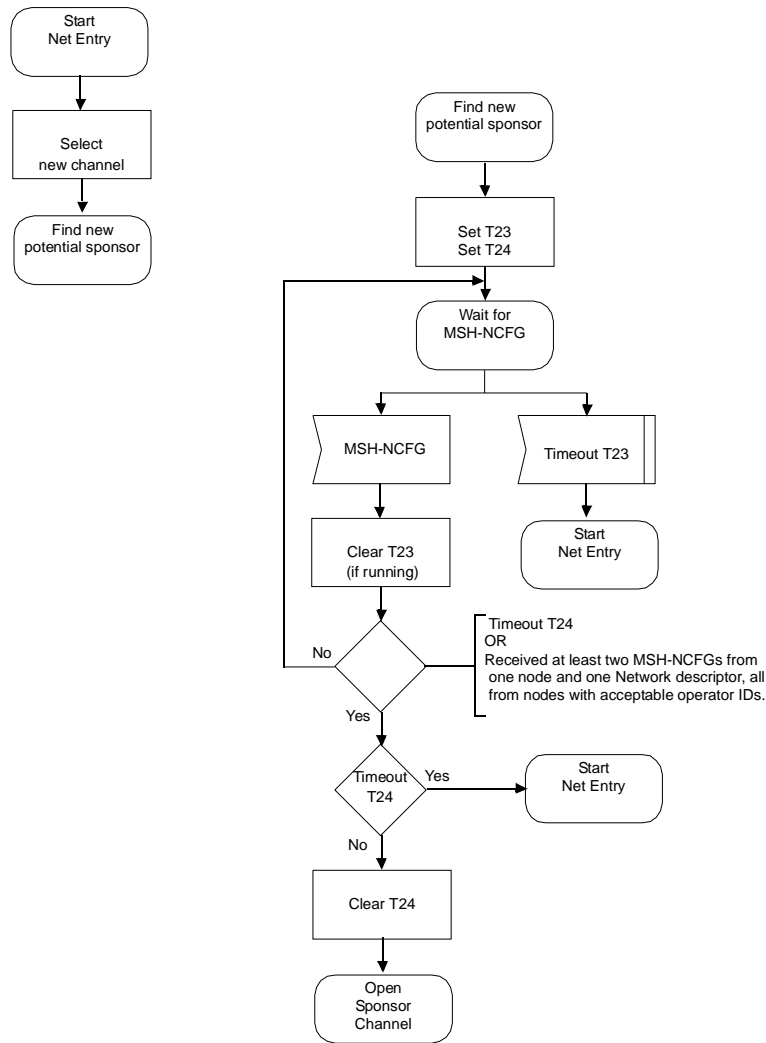 Start
Net Entry
Select
new channel
Find new
potential sponsor
Find new
potential sponsor
Set T23
Set T24
Wait for
MSH-NCFG
MSH-NCFG
Timeout T23
Clear T23
(if running)
Start
Net Entry
No
Timeout T24
OR
Received at least two MSH-NCFGs from
one node and one Network descriptor, all
from nodes with acceptable operator IDs.
Yes
Timeout
T24
Yes
Start
Net Entry
No
Clear T24
Open
Sponsor
Channel